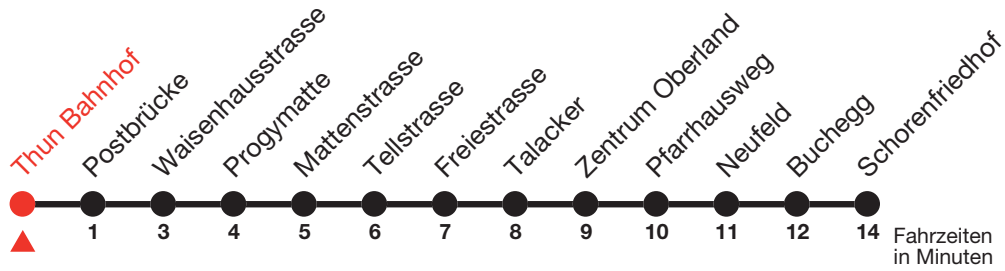 Thun Bahnhof
Postbrücke
Waisenhausstrasse
Progymatte
Mattenstrasse
Tellstrasse
Freiestrasse
Talacker
Zentrum Oberland
Pfarrhausweg
Neufeld
Buchegg
Schorenfriedhof
1 3 4 5 6 7 8 9 10 11 12 14
Fahrzeiten
in Minuten